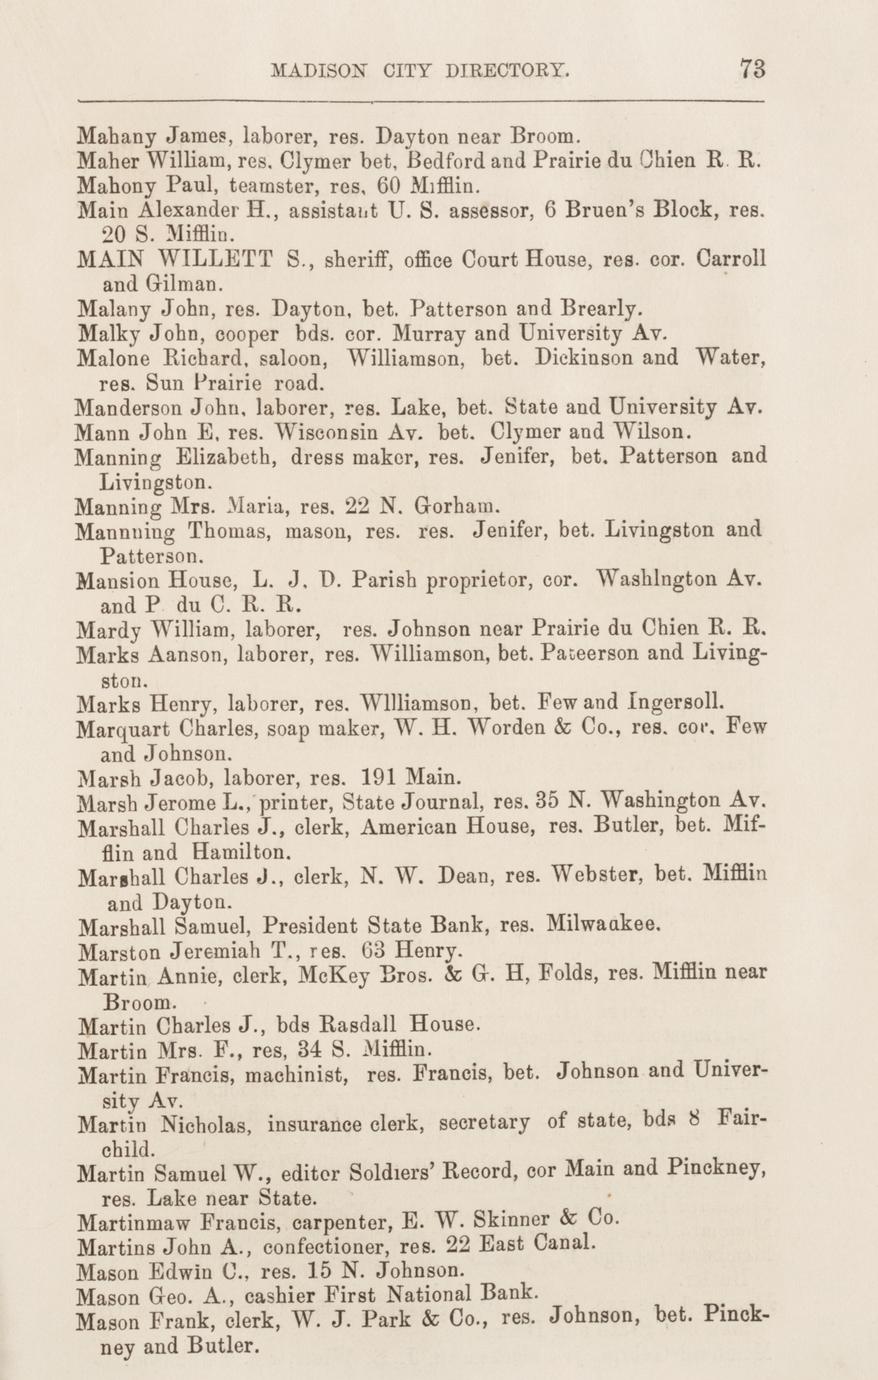 MADISON CITY DIRECTORY. 73
Mahany James, laborer, res. Dayton near Broom.
Maher William, res. Clymer bet. Bedford and Prairie du Chien R. R.
Mahony Paul, teamster, res, 60 Mifflin.
Main Alexander H., assistant U. S. assessor, 6 Bruen's Block, res.
20 S. Mifflin.
MAIN WILLETT S., sheriff, office Court House, res. cor. Carroll
and Gilman.
Malany John, res. Dayton, bet. Patterson and Brearly.
Malky John, cooper bds. cor. Murray and University Av.
Malone Richard, saloon, Williamson, bet. Dickinson and Water,
res. Sun Prairie road.
Manderson John, laborer, res. Lake, bet. State and University Av.
Mann John E, res. Wisconsin Av. bet. Clymer and Wilson.
Manning Elizabeth, dress maker, res. Jenifer, bet. Patterson and
Livingston.
Manning Mrs. Maria, res. 22 N. Gorham.
Mannning Thomas, mason, res. res. Jenifer, bet. Livingston and
Patterson.
Mansion House, L. J. D. Parish proprietor, cor. Washlngton Av.
and P du C. R. R.
Mardy William, laborer, res. Johnson near Prairie du Chien R. R.
Marks Aanson, laborer, res. Williamson, bet. Pateerson and Living-
ston.
Marks Henry, laborer, res. Wllliamson, bet. Few and Ingersoll.
Marquart Charles, soap maker, W. H. Worden & Co., res. cor. Few
and Johnson.
Marsh Jacob, laborer, res. 191 Main.
Marsh Jerome L., printer, State Journal, res. 35 N. Washington Av.
Marshall Charles J., clerk, American House, res. Butler, bet. Mif-
flin and Hamilton.
Marshall Charles J., clerk, N. W. Dean, res. Webster, bet. Mifflin
and Dayton.
Marshall Samuel, President State Bank, res. Milwaukee.
Marston Jeremiah T., res. 63 Henry.
Martin Annie, clerk, McKey Bros. & G. H, Folds, res. Mifflin near
Broom.
Martin Charles J., bds Rasdall House.
Martin Mrs. F., res, 34 S. Mifflin.
Martin Francis, machinist, res. Francis, bet. Johnson and Univer-
sity Av.
Martin Nicholas, insurance clerk, secretary of state, bds 8 Fair-
child.
Martin Samuel W., editor Soldiers' Record, cor Main and Pinckney,
res. Lake near State.
Martinmaw Francis, carpenter, E. W. Skinner & Co.
Martins John A., confectioner, res. 22 East Canal.
Mason Edwin C., res. 15 N. Johnson.
Mason Geo. A., cashier First National Bank.
Mason Frank, clerk, W. J. Park & Co., res. Johnson, bet. Pinck-
ney and Butler.